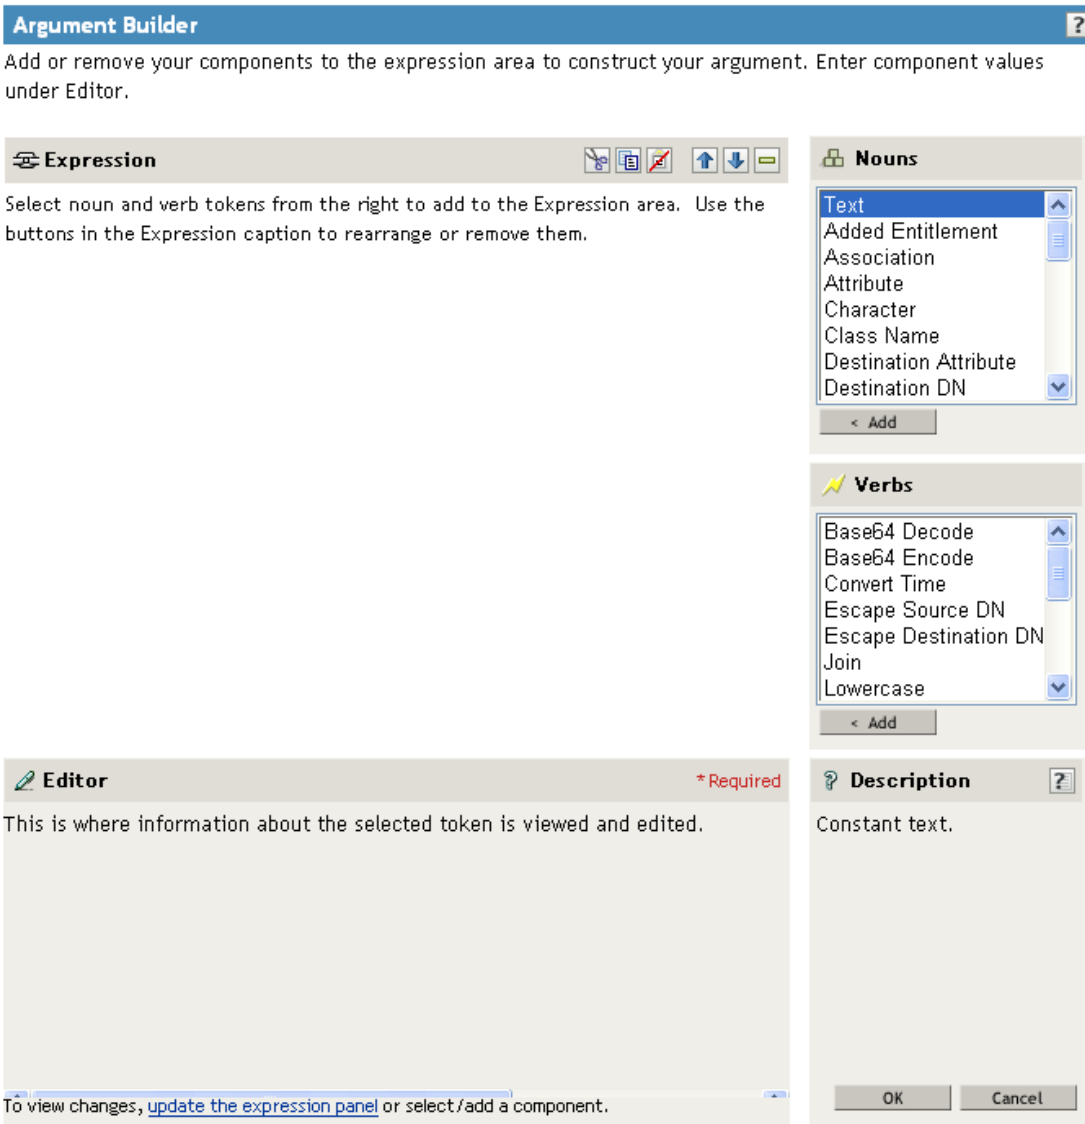 Argument Builder
?
Add or remove your components to the expression area to construct your argument. Enter component values
under Editor.
Expression
Select noun and verb tokens from the right to add to the Expression area. Use the
buttons in the Expression caption to rearrange or remove them.
Nouns
Text
Added Entitlement
Association
Attribute
Character
Class Name
Destination Attribute
Destination DN
< Add
Verbs
Base64 Decode
Base64 Encode
Convert Time
Escape Source DN
Escape Destination DN
Join
Lowercase
< Add
Editor
*Required
This is where information about the selected token is viewed and edited.
To view changes, update the expression panel or select/add a component.
? Description ?
Constant text.
OK Cancel